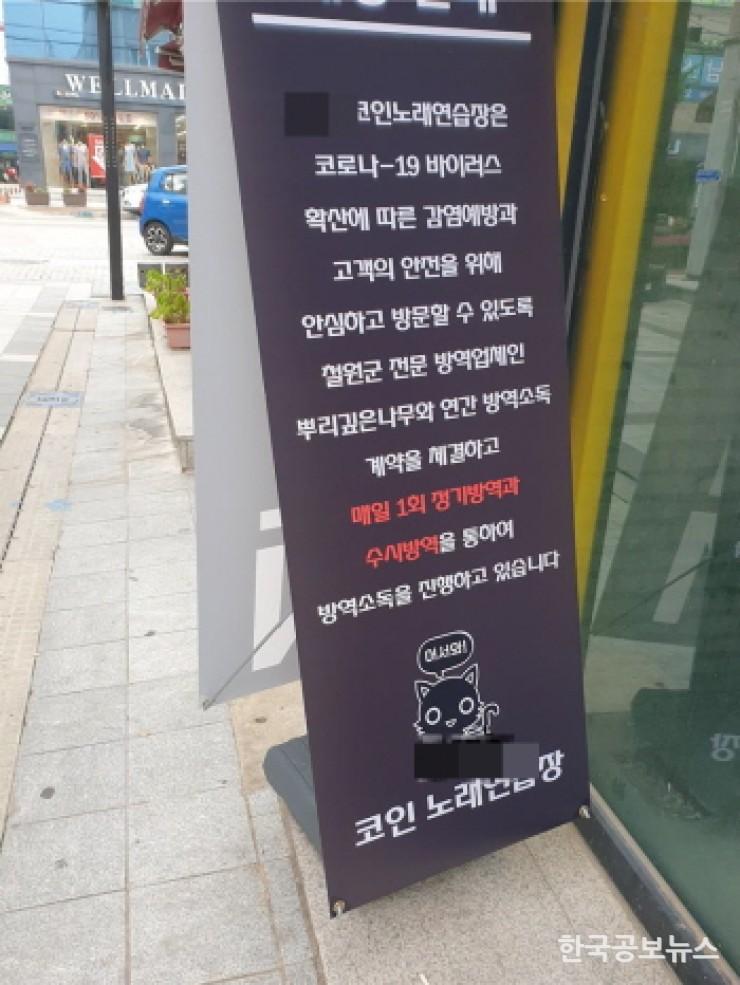 WELLMA
코인노래연습장은
코로나-19 바이러스
확산에 따른 감염예방과
고객의 안전을 위해
안심하고 방문할 수 있도록
철원군 전문 방역업체인
뿌리깊은나무와 연간 방역소독
계약을 체결하고
매일 1회 정기방역과
수시방역을 통하여
방역소독을 진행하고 있습니다
어서와!
코인 노래연습장
한국공보뉴스